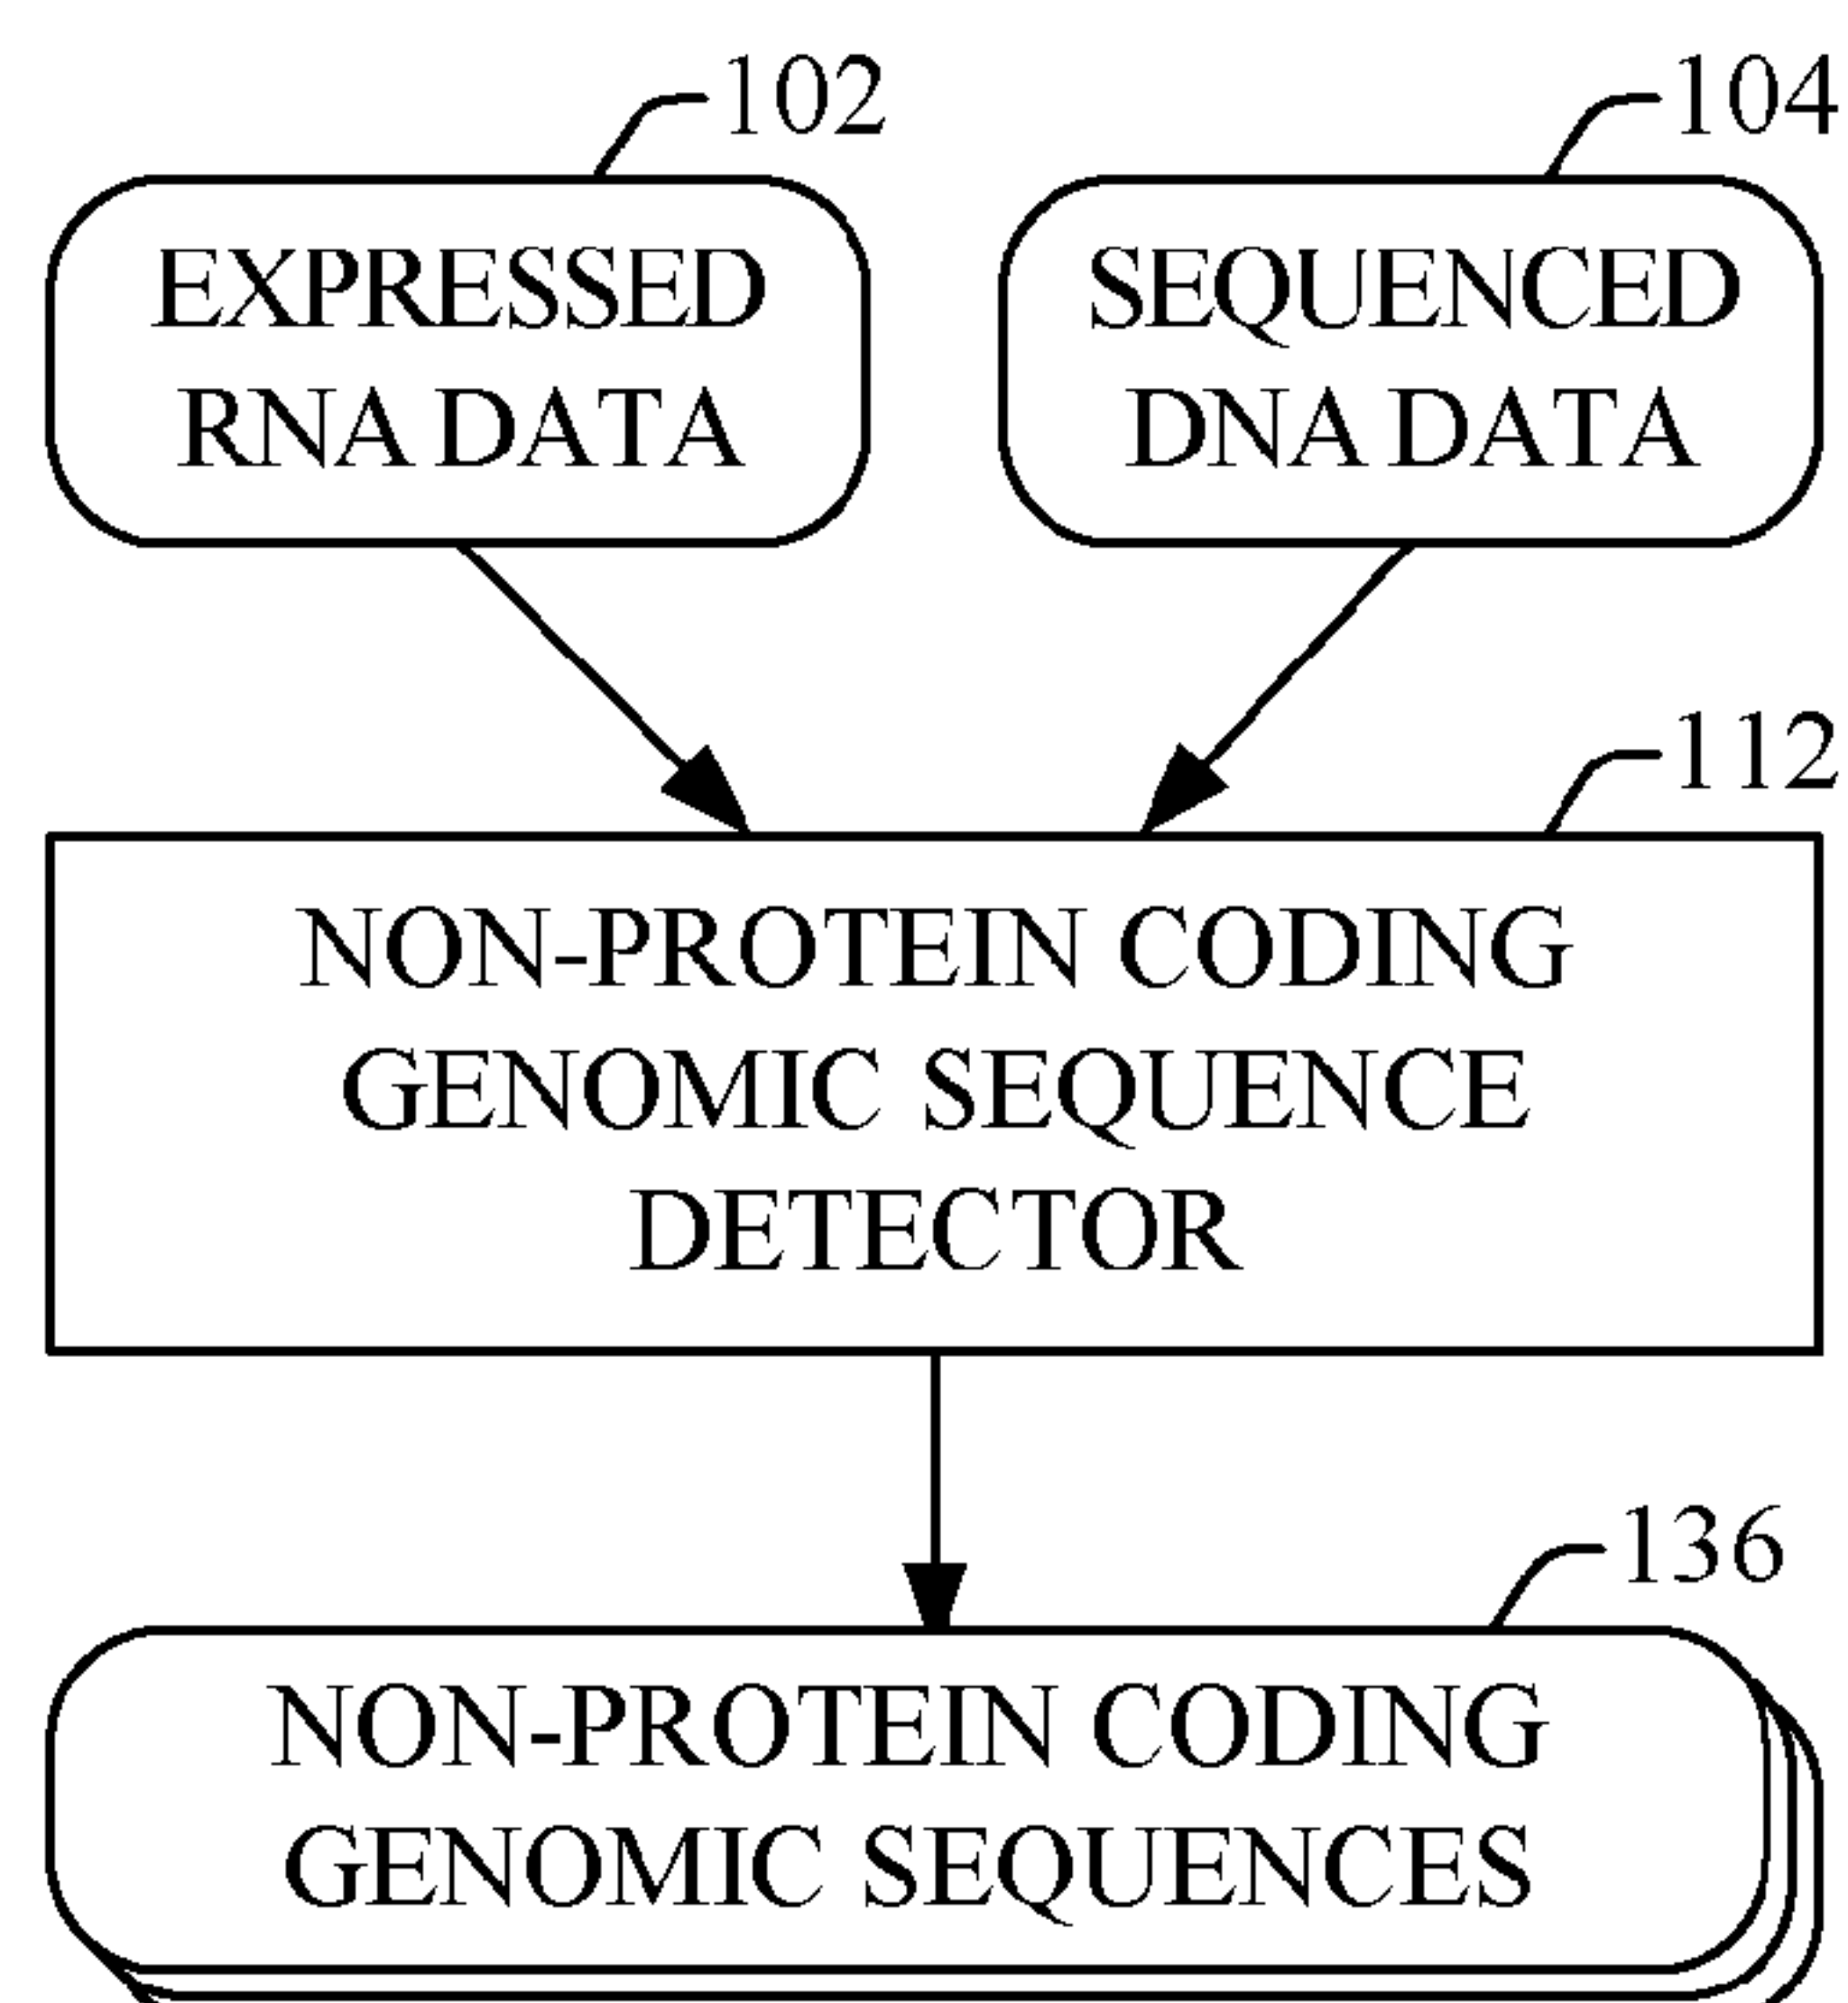 102
104
EXPRESSED
RNA DATA
SEQUENCED
DNA DATA
112
NON-PROTEIN CODING
GENOMIC SEQUENCE
DETECTOR
136
NON-PROTEIN CODING
GENOMIC SEQUENCES